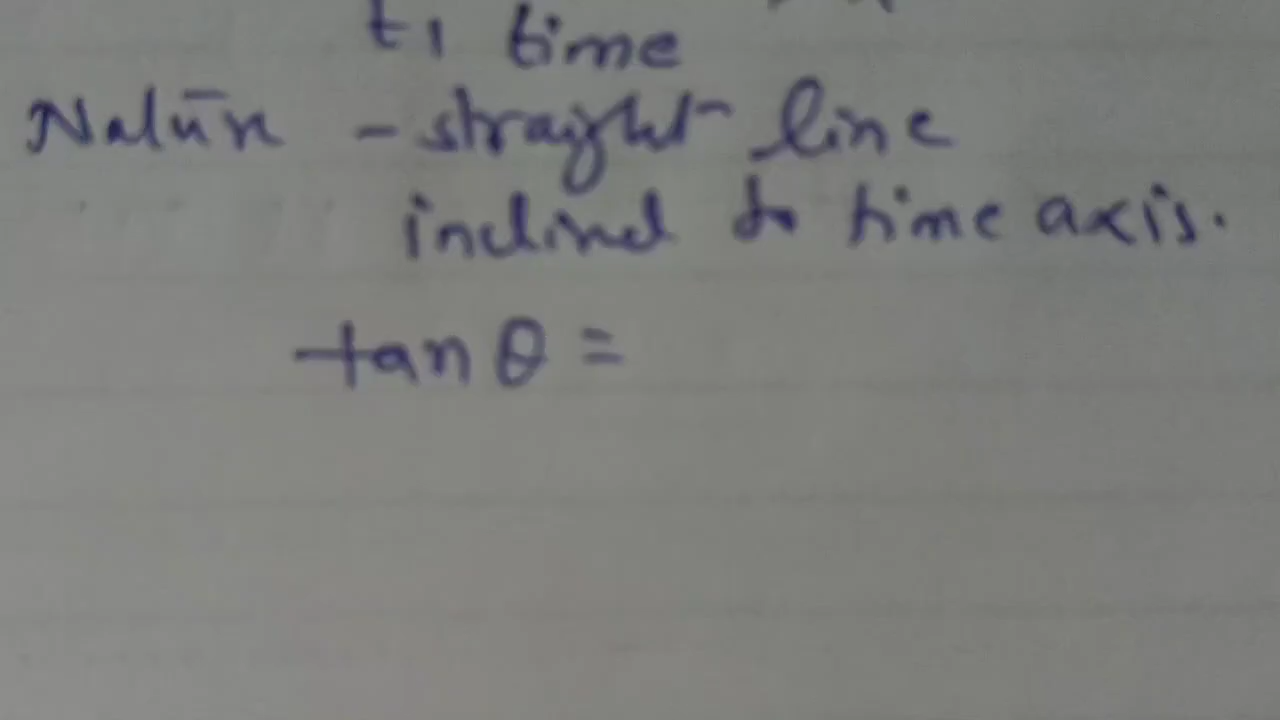 t1 time
Nature - straight line
inclined to time axis.
tan θ =